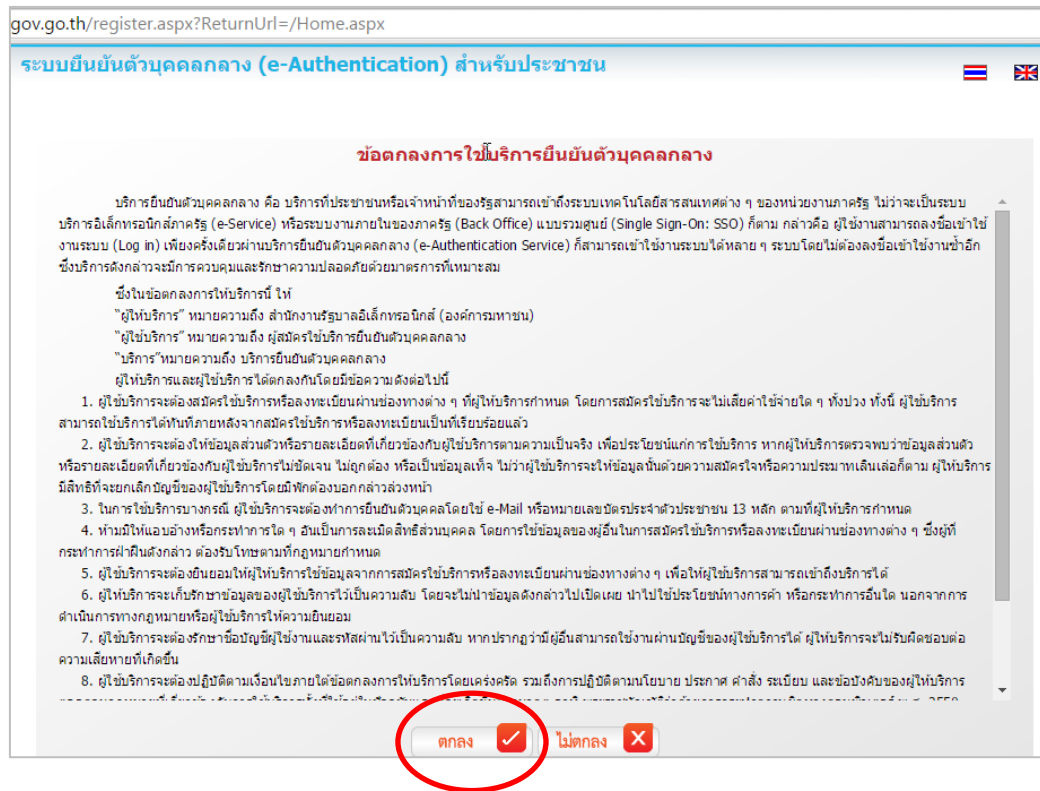 gov.go.th/register.aspx?ReturnUrl=/Home.aspx
ระบบยืนยันตัวบุคคลกลาง (e-Authentication) สำหรับประชาชน
ข้อตกลงการใช้บริการยืนยันตัวบุคคลกลาง
บริการยืนยันตัวบุคคลกลาง คือ บริการที่ประชาชนหรือเจ้าหน้าที่ของรัฐสามารถเข้าถึงระบบเทคโนโลยีสารสนเทศต่าง ๆ ของหน่วยงานภาครัฐ ไม่ว่าจะเป็นระบบ
บริการอิเล็กทรอนิกส์ภาครัฐ (e-Service) หรือระบบงานภายในของภาครัฐ (Back Office) แบบรวมศูนย์ (Single Sign-On: SSO) ก็ตาม กล่าวคือ ผู้ใช้งานสามารถลงชื่อเข้าใช้
งานระบบ (Log in) เพียงครั้งเดียวผ่านบริการยืนยันตัวบุคคลกลาง (e-Authentication Service) ก็สามารถเข้าใช้งานระบบได้หลาย ๆ ระบบโดยไม่ต้องลงชื่อเข้าใช้งานซ้ำอีก
ซึ่งบริการดังกล่าวจะมีการควบคุมและรักษาความปลอดภัยด้วยมาตรการที่เหมาะสม
ซึ่งในข้อตกลงการให้บริการนี้ ให้
"ผู้ให้บริการ" หมายความถึง สำนักงานรัฐบาลอิเล็กทรอนิกส์ (องค์การมหาชน)
"ผู้ใช้บริการ" หมายความถึง ผู้สมัครใช้บริการยืนยันตัวบุคคลกลาง
"บริการ"หมายความถึง บริการยืนยันตัวบุคคลกลาง
ผู้ให้บริการและผู้ใช้บริการได้ตกลงกันโดยมีข้อความดังต่อไปนี้
1. ผู้ใช้บริการจะต้องสมัครใช้บริการหรือลงทะเบียนผ่านช่องทางต่าง ๆ ที่ผู้ให้บริการกำหนด โดยการสมัครใช้บริการจะไม่เสียค่าใช้จ่ายใด ๆ ทั้งปวง ทั้งนี้ ผู้ใช้บริการ
สามารถใช้บริการได้ทันทีภายหลังจากสมัครใช้บริการหรือลงทะเบียนเป็นที่เรียบร้อยแล้ว
2. ผู้ใช้บริการจะต้องให้ข้อมูลส่วนตัวหรือรายละเอียดที่เกี่ยวข้องกับผู้ใช้บริการตามความเป็นจริง เพื่อประโยชน์แก่การใช้บริการ หากผู้ให้บริการตรวจพบว่าข้อมูลส่วนตัว
หรือรายละเอียดที่เกี่ยวข้องกับผู้ใช้บริการไม่ชัดเจน ไม่ถูกต้อง หรือเป็นข้อมูลเท็จ ไม่ว่าผู้ใช้บริการจะให้ข้อมูลนั้นด้วยความสมัครใจหรือความประมาทเลินเล่อก็ตาม ผู้ให้บริการ
มีสิทธิที่จะยกเลิกบัญชีของผู้ใช้บริการโดยมิพักต้องบอกกล่าวล่วงหน้า
3. ในการใช้บริการบางกรณี ผู้ใช้บริการจะต้องทำการยืนยันตัวบุคคลโดยใช้ e-Mail หรือหมายเลขบัตรประจำตัวประชาชน 13 หลัก ตามที่ผู้ให้บริการกำหนด
4. ห้ามมิให้แอบอ้างหรือกระทำการใด ๆ อันเป็นการละเมิดสิทธิส่วนบุคคล โดยการใช้ข้อมูลของผู้อื่นในการสมัครใช้บริการหรือลงทะเบียนผ่านช่องทางต่าง ๆ ซึ่งผู้ที่
กระทำการฝ่าฝืนดังกล่าว ต้องรับโทษตามที่กฎหมายกำหนด
5. ผู้ใช้บริการจะต้องยินยอมให้ผู้ให้บริการใช้ข้อมูลจากการสมัครใช้บริการหรือลงทะเบียนผ่านช่องทางต่าง ๆ เพื่อให้ผู้ใช้บริการสามารถเข้าถึงบริการได้
6. ผู้ให้บริการจะเก็บรักษาข้อมูลของผู้ใช้บริการไว้เป็นความลับ โดยจะไม่นำข้อมูลดังกล่าวไปเปิดเผย นำไปใช้ประโยชน์ทางการค้า หรือกระทำการอื่นใด นอกจากการ
ดำเนินการทางกฎหมายหรือผู้ใช้บริการให้ความยินยอม
7. ผู้ใช้บริการจะต้องรักษาชื่อบัญชีผู้ใช้งานและรหัสผ่านไว้เป็นความลับ หากปรากฏว่ามีผู้อื่นสามารถใช้งานผ่านบัญชีของผู้ใช้บริการได้ ผู้ให้บริการจะไม่รับผิดชอบต่อ
ความเสียหายที่เกิดขึ้น
8. ผู้ใช้บริการจะต้องปฏิบัติตามเงื่อนไขภายใต้ข้อตกลงการให้บริการโดยเคร่งครัด รวมถึงการปฏิบัติตามนโยบาย ประกาศ คำสั่ง ระเบียบ และข้อบังคับของผู้ให้บริการ
ตกลง ไม่ตกลง